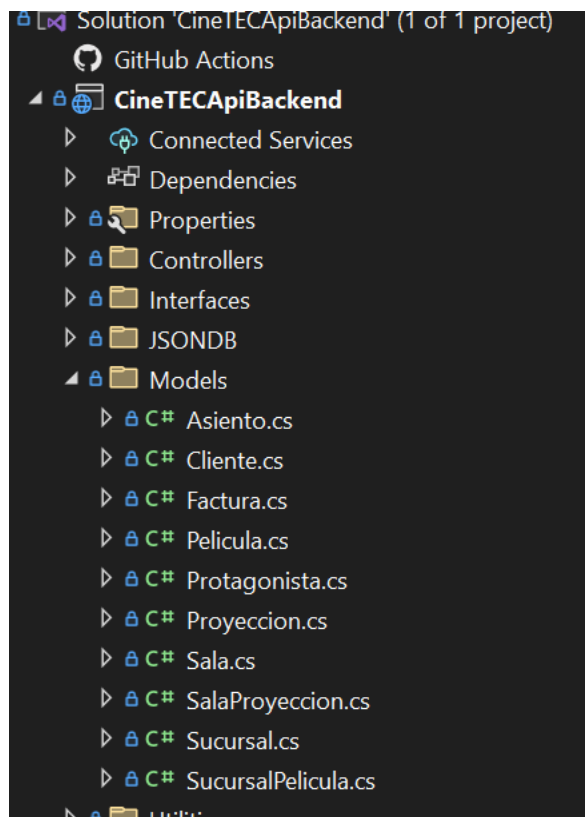 Solution 'CineTECApiBackend' (1 of 1 project)
GitHub Actions
CineTECApiBackend
Connected Services
Dependencies
Properties
Controllers
Interfaces
JSONDB
Models
C# Asiento.cs
C# Cliente.cs
C# Factura.cs
C# Pelicula.cs
C# Protagonista.cs
C# Proyeccion.cs
C# Sala.cs
C# SalaProyeccion.cs
C# Sucursal.cs
C# SucursalPelicula.cs